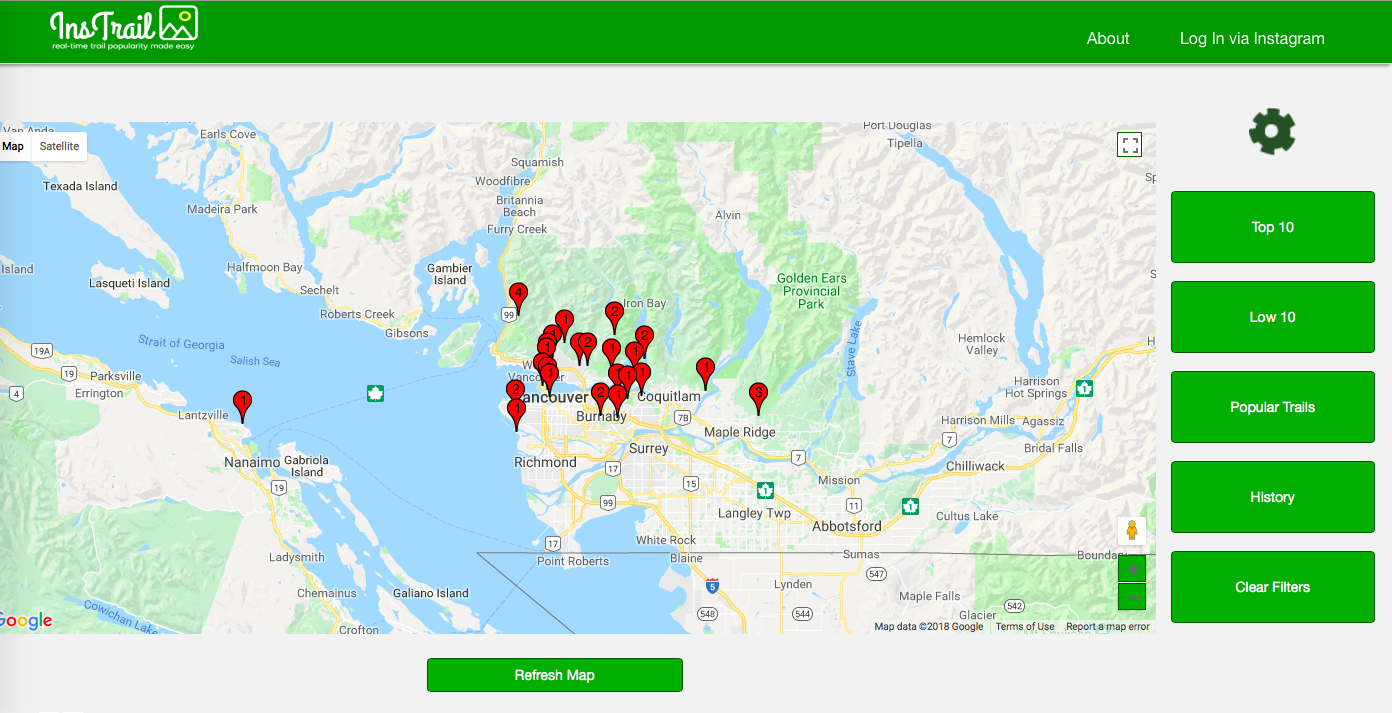 InsTrail
real-time trail popularity made easy
About
Log In via Instagram
Van Anda
Earls Cove
Port Douglas
Tipella
Map
Satellite
Squamish
Woodfibre
Britannia
Beach
Texada Island
Madeira Park
Alvin
Furry Creek
Island
Lasqueti Island
Halfmoon Bay
Gambier
Island
Sechelt
Golden Ears
Provincial
Park
4
99
2
Iron Bay
Roberts Creek
Gibsons
1
Strait of Georgia
Salish Sea
Stave Lake
Hemlock
Valley
19A
19
Parksville
Errington
4
Harrison
Hot Springs
1
Lantzville
1
2
1
2
1
2
1
1
1
1
1
1
2
1
Vancouver
Coquitlam
Burnaby
1
3
7B
Maple Ridge
Harrison Mills
Agassiz
7
Bridal Falls
Nanaimo
Gabriola
Island
Richmond
Surrey
7
Chilliwack
17
15
Mission
19
99
1
11
1
Langley Twp
Abbotsford
Cultus Lake
17
White Rock
Blaine
Point Roberts
Sumas
Ladysmith
547
5
Lynden
Chemainus
Galiano Island
Maple Falls
Glacier
542
548
544
Cowichan Lake
Crofton
Google
Map data ©2018 Google
Terms of Use
Report a map error
Top 10
Low 10
Popular Trails
History
Clear Filters
Refresh Map